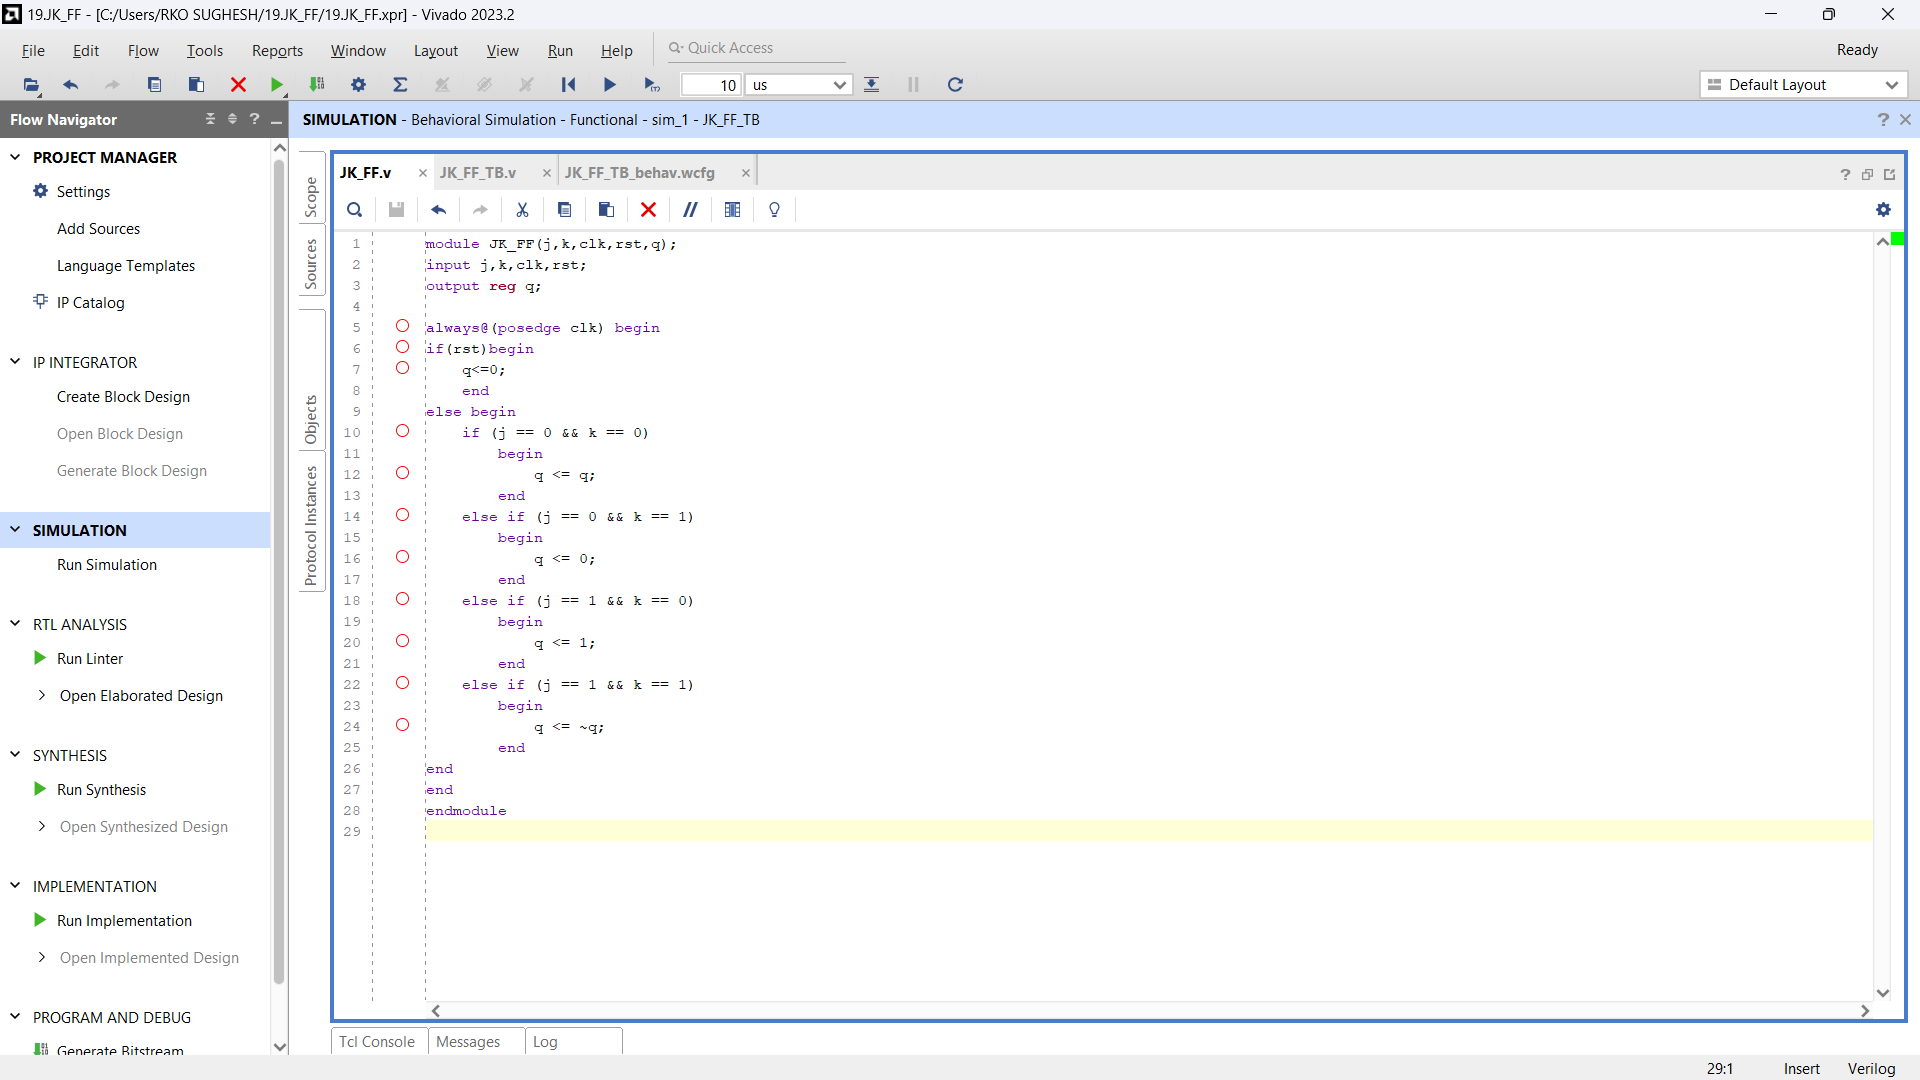 19.JK_FF - [C:/Users/RKO SUGHESH/19.JK_FF/19.JK_FF.xpr] - Vivado 2023.2
File Edit Flow Tools Reports Window Layout View Run Help Quick Access Ready
10 us Default Layout
Flow Navigator
SIMULATION - Behavioral Simulation - Functional - sim_1 - JK_FF_TB
PROJECT MANAGER
Settings
Add Sources
Language Templates
IP Catalog
IP INTEGRATOR
Create Block Design
Open Block Design
Generate Block Design
SIMULATION
Run Simulation
RTL ANALYSIS
Run Linter
Open Elaborated Design
SYNTHESIS
Run Synthesis
Open Synthesized Design
IMPLEMENTATION
Run Implementation
Open Implemented Design
PROGRAM AND DEBUG
Generate Bitstream
Scope
Sources
Objects
Protocol Instances
JK_FF.v JK_FF_TB.v JK_FF_TB_behav.wcfg
1 module JK_FF(j,k,clk,rst,q);
2 input j,k,clk,rst;
3 output reg q;
4
5 always@(posedge clk) begin
6 if(rst)begin
7 q<=0;
8 end
9 else begin
10 if (j == 0 && k == 0)
11 begin
12 q <= q;
13 end
14 else if (j == 0 && k == 1)
15 begin
16 q <= 0;
17 end
18 else if (j == 1 && k == 0)
19 begin
20 q <= 1;
21 end
22 else if (j == 1 && k == 1)
23 begin
24 q <= ~q;
25 end
26 end
27 end
28 endmodule
29
Tcl Console Messages Log
29:1 Insert Verilog